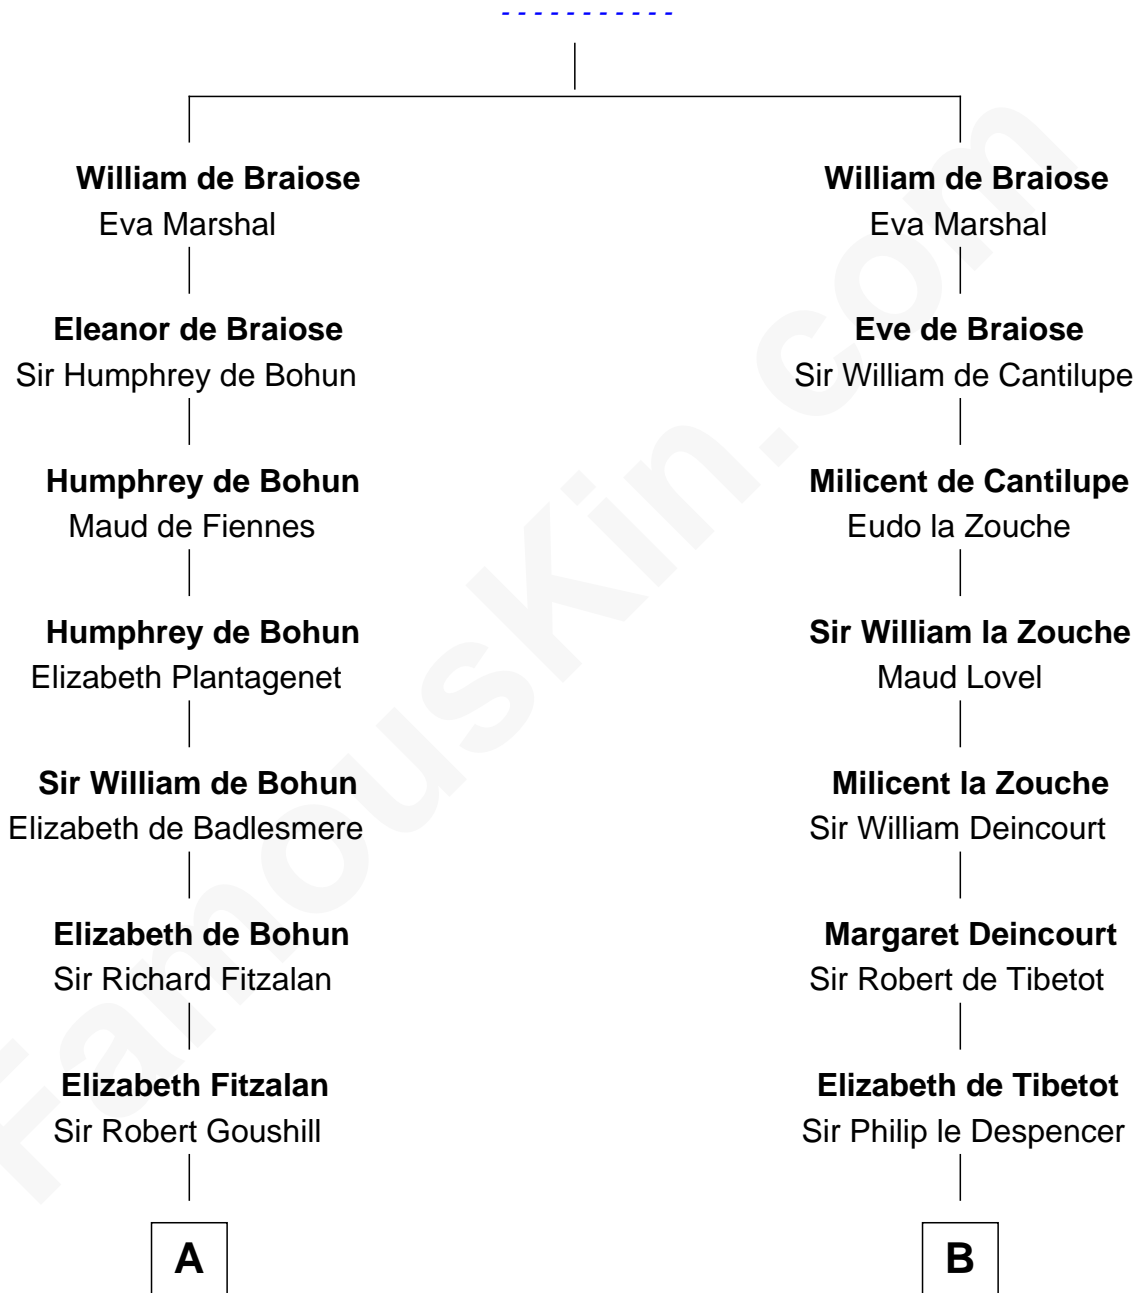 - - - - - - - - - - -
William de Braiose
Eva Marshal
Eleanor de Braiose
Sir Humphrey de Bohun
Humphrey de Bohun
Maud de Fiennes
Humphrey de Bohun
Elizabeth Plantagenet
Sir William de Bohun
Elizabeth de Badlesmere
Elizabeth de Bohun
Sir Richard Fitzalan
Elizabeth Fitzalan
Sir Robert Goushill
A
William de Braiose
Eva Marshal
Eve de Braiose
Sir William de Cantilupe
Milicent de Cantilupe
Eudo la Zouche
Sir William la Zouche
Maud Lovel
Milicent la Zouche
Sir William Deincourt
Margaret Deincourt
Sir Robert de Tibetot
Elizabeth de Tibetot
Sir Philip le Despencer
B
FamousKin.com